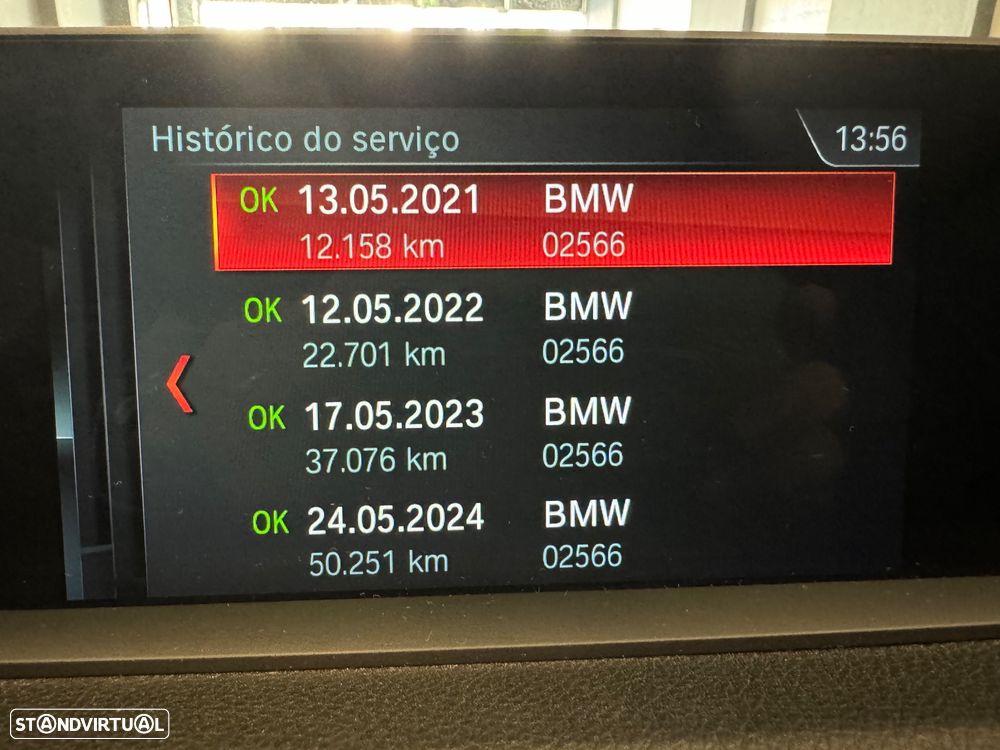 Histórico do serviço 13:56
OK 13.05.2021 BMW
12.158 km 02566
OK 12.05.2022 BMW
22.701 km 02566
OK 17.05.2023 BMW
37.076 km 02566
OK 24.05.2024 BMW
50.251 km 02566
STANDVIRTUAL